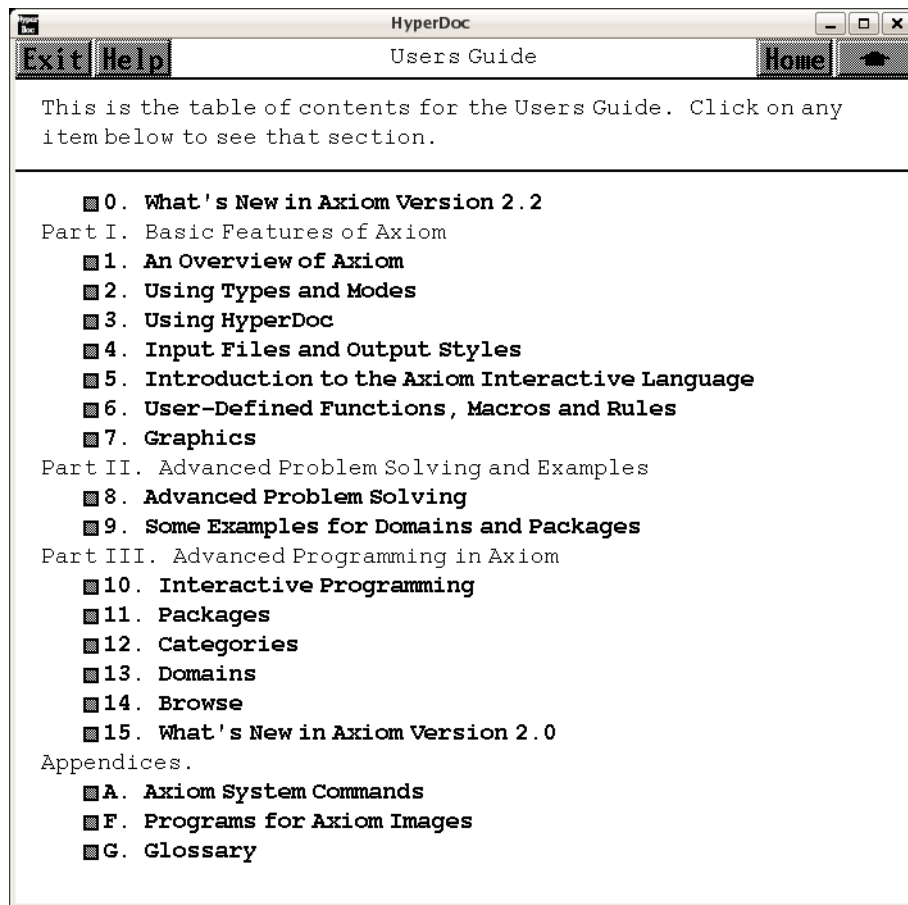 Hyper Doc
HyperDoc
Exit Help Users Guide Home
This is the table of contents for the Users Guide. Click on any
item below to see that section.
0. What's New in Axiom Version 2.2
Part I. Basic Features of Axiom
1. An Overview of Axiom
2. Using Types and Modes
3. Using HyperDoc
4. Input Files and Output Styles
5. Introduction to the Axiom Interactive Language
6. User-Defined Functions, Macros and Rules
7. Graphics
Part II. Advanced Problem Solving and Examples
8. Advanced Problem Solving
9. Some Examples for Domains and Packages
Part III. Advanced Programming in Axiom
10. Interactive Programming
11. Packages
12. Categories
13. Domains
14. Browse
15. What's New in Axiom Version 2.0
Appendices.
A. Axiom System Commands
F. Programs for Axiom Images
G. Glossary